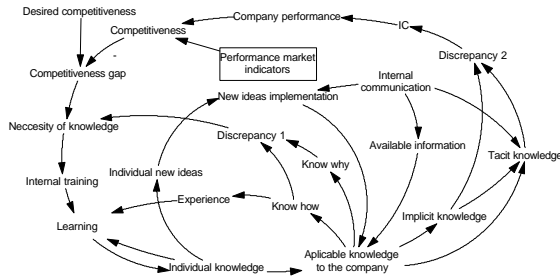 Desired competitiveness
Company performance
IC
Competitiveness
-
Performance market
indicators
Discrepancy 2
Competitiveness gap
Internal
communication
New ideas implementation
Neccesity of knowledge
Discrepancy 1
Available information
Know why
Tacit knowledge
Individual new ideas
Internal training
Experience
Know how
Implicit knowledge
Learning
Aplicable knowledge
to the company
Individual knowledge